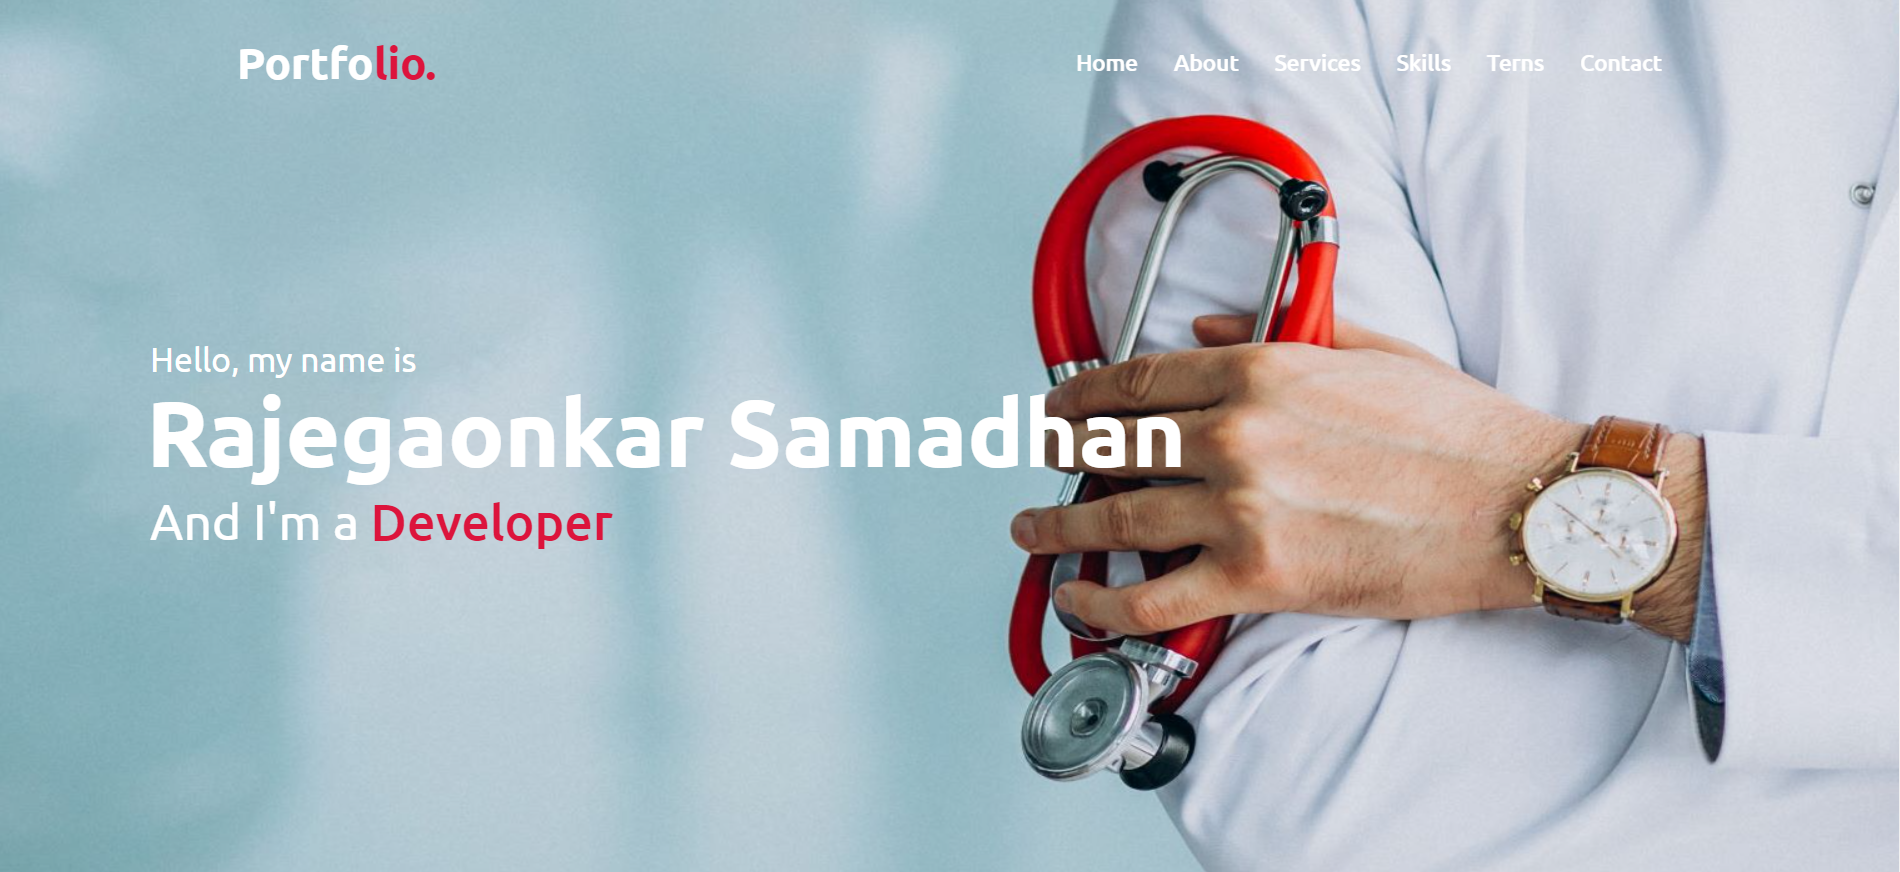 Portfolio.
Home About Services Skills Terns Contact
Hello, my name is
Rajegaonkar Samadhan
And I'm a Developer